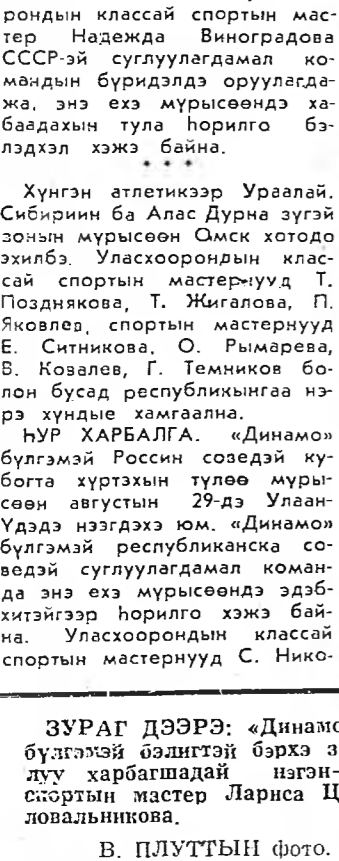 рондын классай спортын мас-
тер Надежда Виноградова
СССР-эй суглуулагдамал ко-
мандын бүридэлдэ оруулагда-
жа, энэ ехэ мүрысөөндэ ха-
баадахын тула һорилго бэ-
лэдхэл хэжэ байна.
* * *
Хүнгэн атлетикээр Ураалай,
Сибириин ба Алас Дурна зүгэй
зонын мүрысөөн Омск хотодо
эхилбэ. Уласхоорондын клас-
сай спортын мастернууд Т.
Позднякова, Т. Жигалова, П.
Яковлев, спортын мастернууд
Е. Ситникова, О. Рымарева,
В. Ковалев, Г. Темников бо-
лон бусад республикынгаа нэ-
рэ хүндые хамгаална.
ҺУР ХАРБАЛГА. «Динамо»
бүлгэмэй Россин созедэй ку-
богта хүртэхын түлөө мүры-
сөөн августын 29-дэ Улаан-
Үдэдэ нээгдэхэ юм. «Динамо»
бүлгэмэй республиканска со-
ведэй суглуулагдамал коман-
да энэ ехэ мүрысөөндэ эдэб-
хитэйгээр һорилго хэжэ бай-
на. Уласхоорондын классай
спортын мастернууд С. Нико-
ЗУРАГ ДЭЭРЭ: «Динамо
бүлгэмэй бэлигтэй бэрхэ з
луу харбагшадай нэгэн-
спортын мастер Лариса Ц
ловальникова.
В. ПЛУТТЫН фото.